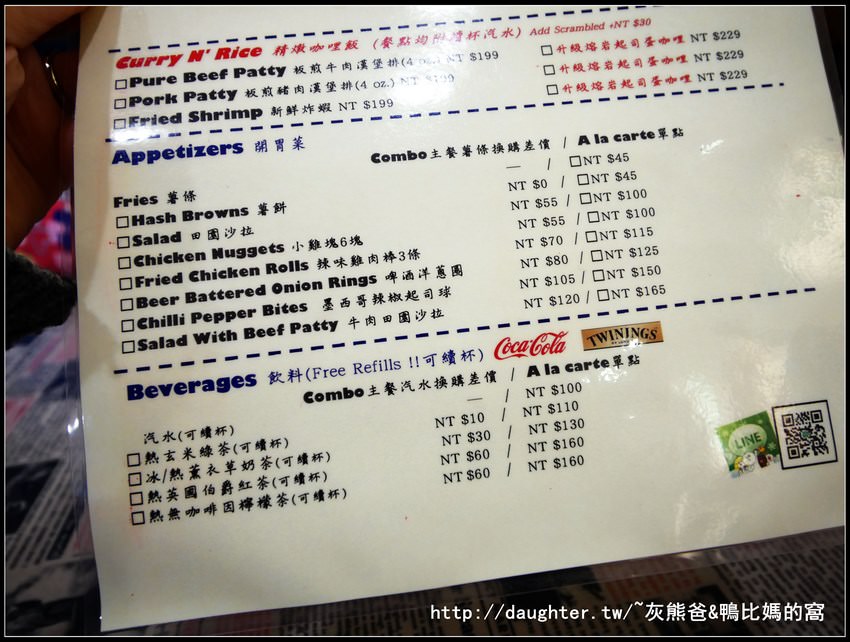 Curry N' Rice 精燉咖哩飯 (餐點均附續杯汽水) Add Scrambled +NT $30
□Pure Beef Patty 板煎牛肉漢堡排(4 oz.) NT $199 □升級熔岩起司蛋咖哩 NT $229
□Pork Patty 板煎豬肉漢堡排(4 oz.) NT $199 □升級熔岩起司蛋咖哩 NT $229
□Fried Shrimp 新鮮炸蝦 NT $199 □升級熔岩起司蛋咖哩 NT $229
Appetizers 開胃菜
Combo主餐薯條換購差價 / A la carte單點
Fries 薯條 — / □NT $45
□Hash Browns 薯餅 NT $0 / □NT $45
□Salad 田園沙拉 NT $55 / □NT $100
□Chicken Nuggets 小雞塊6塊 NT $55 / □NT $100
□Fried Chicken Rolls 辣味雞肉棒3條 NT $70 / □NT $115
□Beer Battered Onion Rings 啤酒洋蔥圈 NT $80 / □NT $125
□Chilli Pepper Bites 墨西哥辣椒起司球 NT $105 / □NT $150
□Salad With Beef Patty 牛肉田園沙拉 NT $120 / □NT $165
Beverages 飲料(Free Refills !!可續杯) Coca-Cola TWININGS
Combo主餐汽水換購差價 / A la carte單點
汽水(可續杯) — / NT $100
□熱玄米綠茶(可續杯) NT $10 / NT $110
□冰/熱薰衣草奶茶(可續杯) NT $30 / NT $130
□熱英國伯爵紅茶(可續杯) NT $60 / NT $160
□熱無咖啡因檸檬茶(可續杯) NT $60 / NT $160
LINE
http://daughter.tw/~灰熊爸&鴨比媽的窩